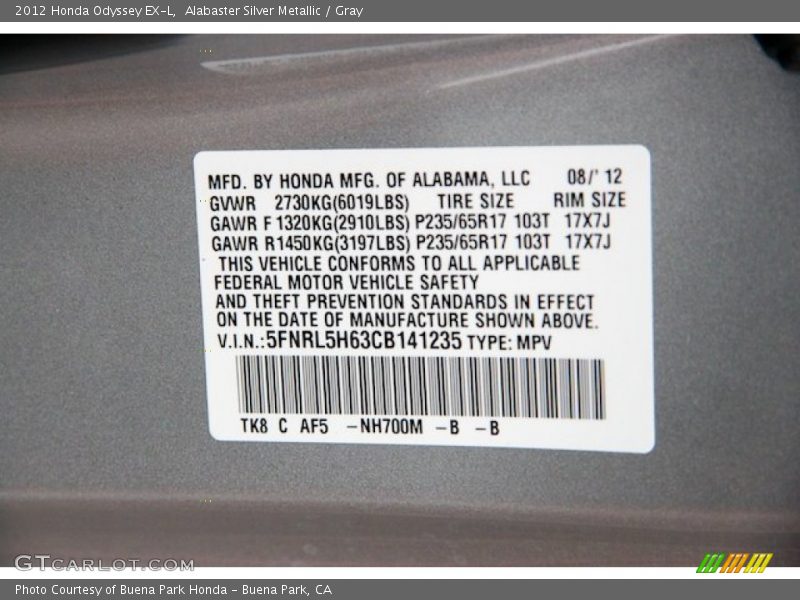 2012 Honda Odyssey EX-L,  Alabaster Silver Metallic / Gray
MFD. BY HONDA MFG. OF ALABAMA, LLC 08/' 12
GVWR 2730KG(6019LBS) TIRE SIZE RIM SIZE
GAWR F 1320KG(2910LBS) P235/65R17 103T 17X7J
GAWR R1450KG(3197LBS) P235/65R17 103T 17X7J
THIS VEHICLE CONFORMS TO ALL APPLICABLE
FEDERAL MOTOR VEHICLE SAFETY
AND THEFT PREVENTION STANDARDS IN EFFECT
ON THE DATE OF MANUFACTURE SHOWN ABOVE.
V.I.N.:5FNRL5H63CB141235 TYPE: MPV
TK8 C AF5 -NH700M -B -B
GTCARLOT.COM
Photo Courtesy of Buena Park Honda - Buena Park, CA